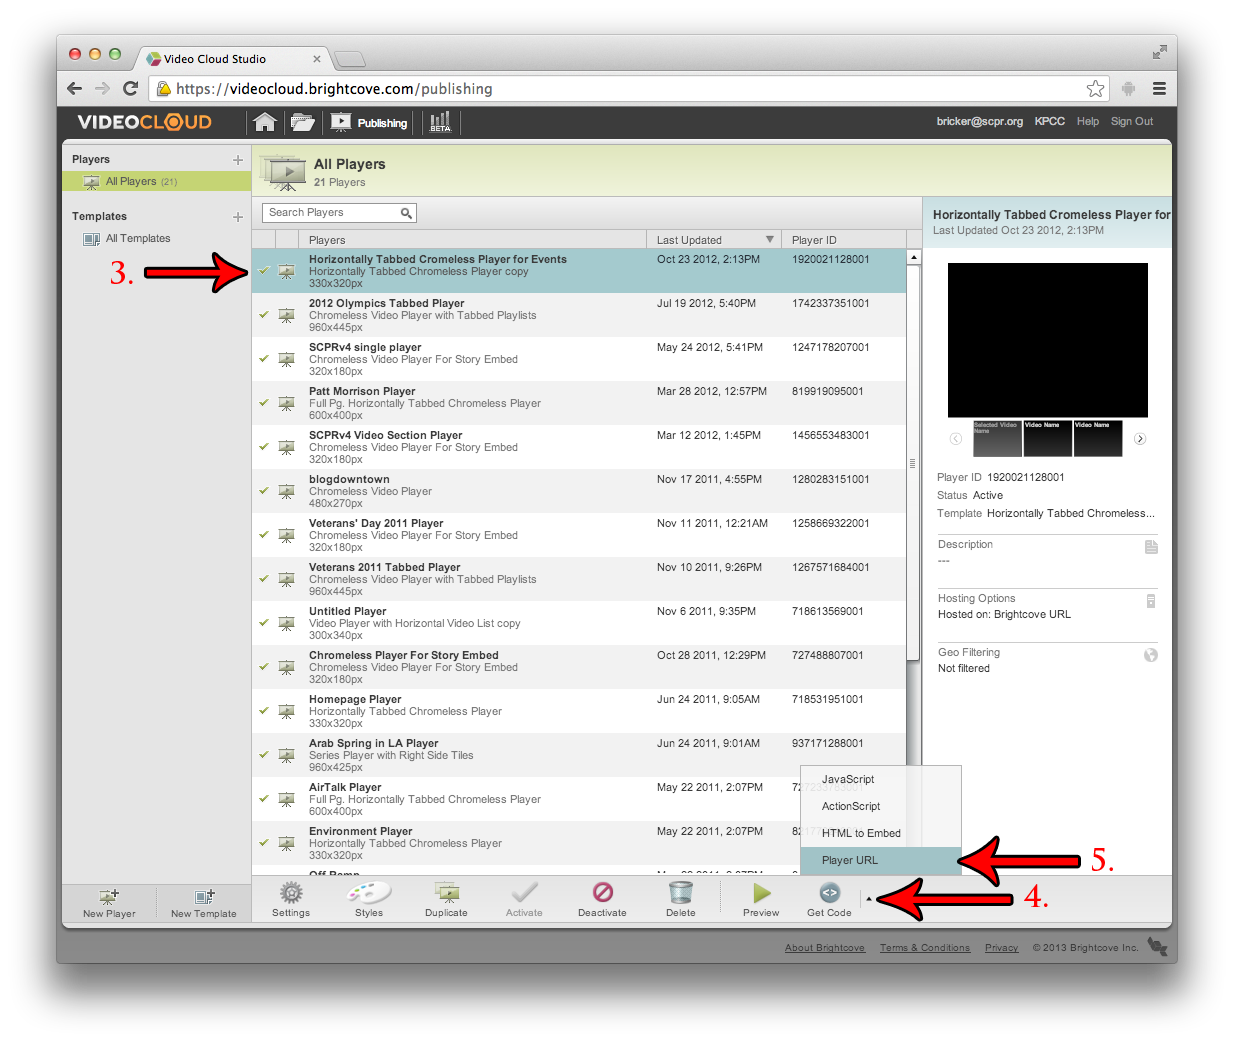 Video Cloud Studio
https://videocloud.brightcove.com/publishing
VIDEOCLOUD
Publishing
BETA
bricker@scpr.org KPCC Help Sign Out
Players
All Players (21)
Templates
All Templates
All Players
21 Players
Search Players
Players Last Updated Player ID
3.
Horizontally Tabbed Cromeless Player for Events Oct 23 2012, 2:13PM 1920021128001
Horizontally Tabbed Chromeless Player copy
330x320px
2012 Olympics Tabbed Player Jul 19 2012, 5:40PM 1742337351001
Chromeless Video Player with Tabbed Playlists
960x445px
SCPRv4 single player May 24 2012, 5:41PM 1247178207001
Chromeless Video Player For Story Embed
320x180px
Patt Morrison Player Mar 28 2012, 12:57PM 819919095001
Full Pg. Horizontally Tabbed Chromeless Player
600x400px
SCPRv4 Video Section Player Mar 12 2012, 1:45PM 1456553483001
Chromeless Video Player For Story Embed
320x180px
blogdowntown Nov 17 2011, 4:55PM 1280283151001
Chromeless Video Player
480x270px
Veterans' Day 2011 Player Nov 11 2011, 12:21AM 1258669322001
Chromeless Video Player For Story Embed
320x180px
Veterans 2011 Tabbed Player Nov 10 2011, 9:26PM 1267571684001
Chromeless Video Player with Tabbed Playlists
960x445px
Untitled Player Nov 6 2011, 9:35PM 718613569001
Video Player with Horizontal Video List copy
300x340px
Chromeless Player For Story Embed Oct 28 2011, 12:29PM 727488807001
Chromeless Video Player For Story Embed
320x180px
Homepage Player Jun 24 2011, 9:05AM 718531951001
Horizontally Tabbed Chromeless Player
330x320px
Arab Spring in LA Player Jun 24 2011, 9:01AM 937171288001
Series Player with Right Side Tiles
960x425px
AirTalk Player May 22 2011, 2:07PM
Full Pg. Horizontally Tabbed Chromeless Player
600x400px
Environment Player May 22 2011, 2:07PM
Horizontally Tabbed Chromeless Player
330x320px
Off-Ramp
Horizontally Tabbed Cromeless Player for
Last Updated Oct 23 2012, 2:13PM
Selected Video Name
Video Name
Video Name
Player ID 1920021128001
Status Active
Template Horizontally Tabbed Chromeless...
Description
---
Hosting Options
Hosted on: Brightcove URL
Geo Filtering
Not filtered
JavaScript
ActionScript
HTML to Embed
Player URL
5.
4.
New Player New Template
Settings Styles Duplicate Activate Deactivate Delete Preview Get Code
About Brightcove Terms & Conditions Privacy © 2013 Brightcove Inc.